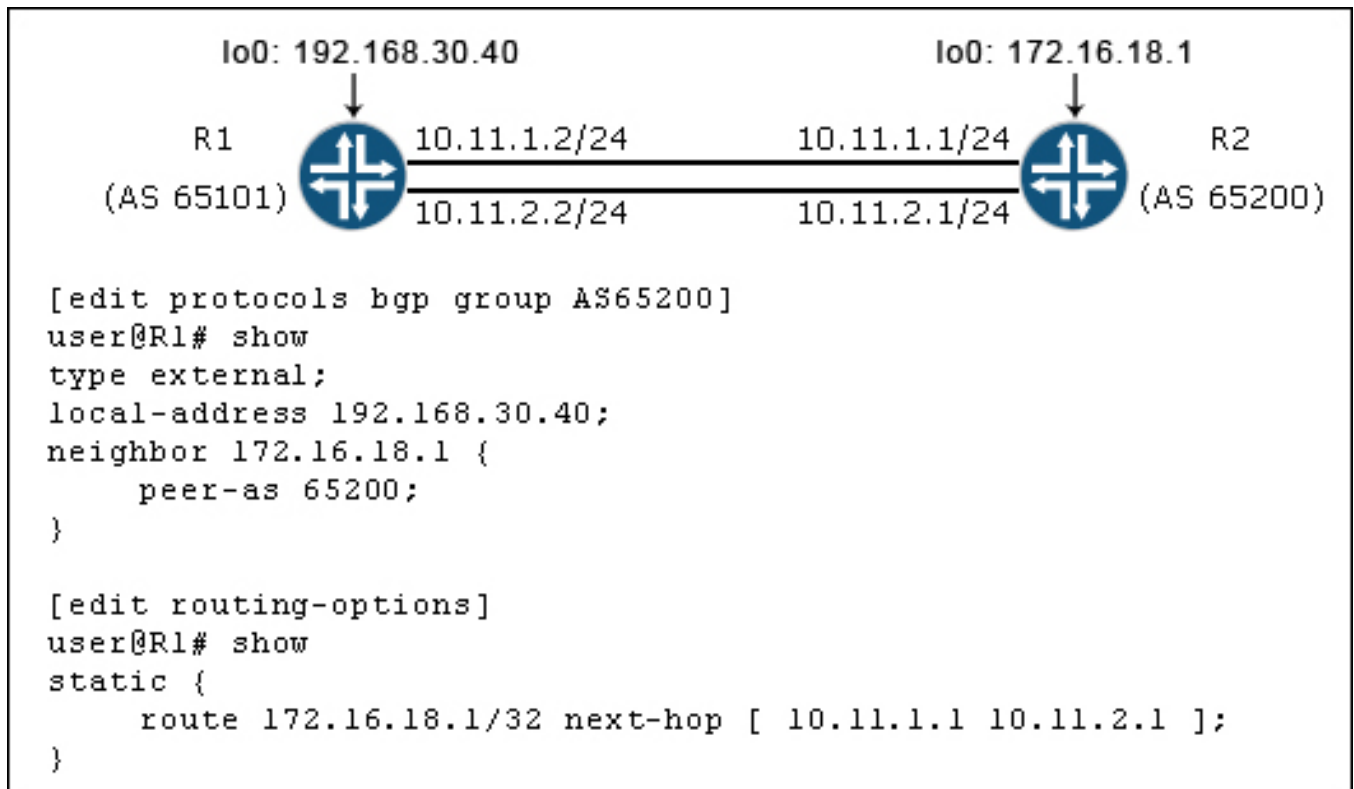 lo0: 192.168.30.40 lo0: 172.16.18.1
R1 10.11.1.2/24 10.11.1.1/24 R2
(AS 65101) 10.11.2.2/24 10.11.2.1/24 (AS 65200)
[edit protocols bgp group AS65200]
user@R1# show
type external;
local-address 192.168.30.40;
neighbor 172.16.18.1 {
peer-as 65200;
}
[edit routing-options]
user@R1# show
static {
route 172.16.18.1/32 next-hop [ 10.11.1.1 10.11.2.1 ];
}